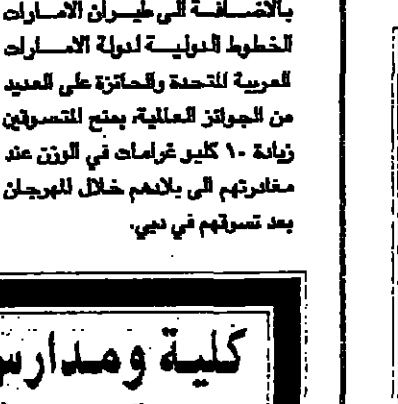 بالاضافة الى طيران الامارات
الخطوط الدولية لدولة الامارات
العربية المتحدة والحائزة على العديد
من الجوائز العالمية، بمنح المتسوقين
زيادة ١٠ كليو غرامات في الوزن عند
مغادرتهم الى بلادهم خلال المهرجان
بعد تسوقهم في دبي.
كلية ومدارس